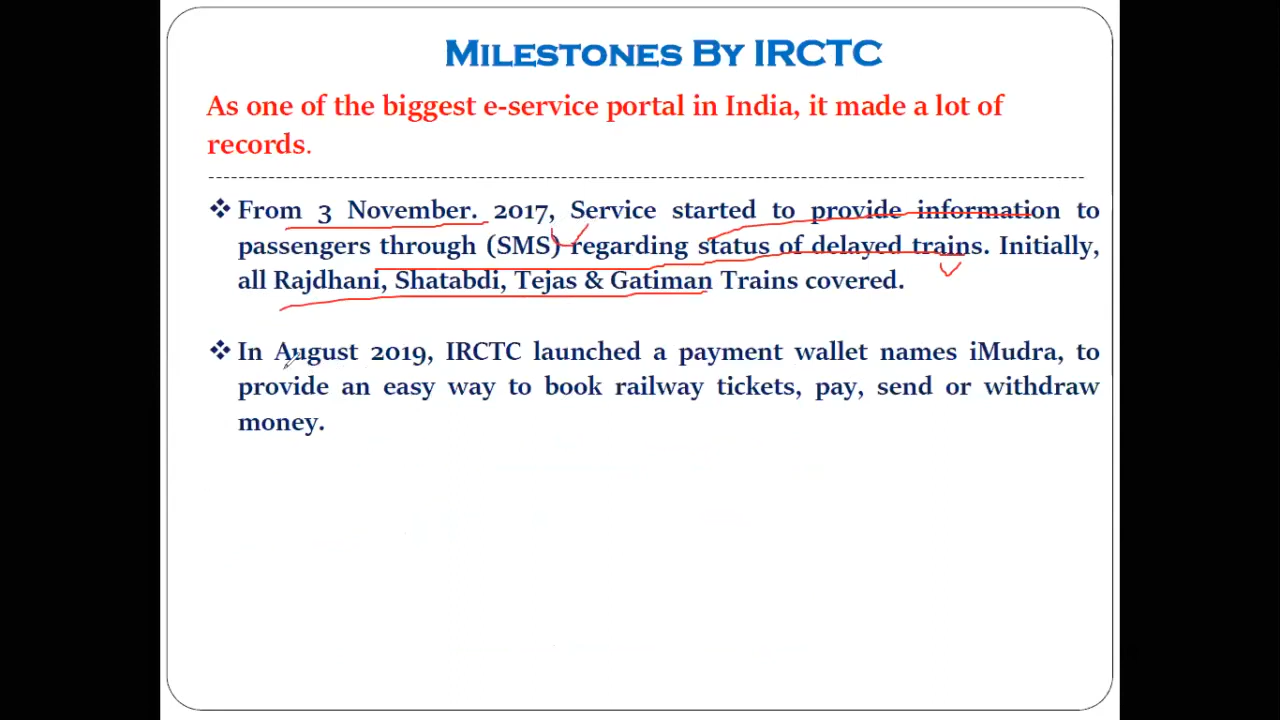 MILESTONES BY IRCTC
As one of the biggest e-service portal in India, it made a lot of
records.
❖ From 3 November. 2017, Service started to provide information to
passengers through (SMS) regarding status of delayed trains. Initially,
all Rajdhani, Shatabdi, Tejas & Gatiman Trains covered.
❖ In August 2019, IRCTC launched a payment wallet names iMudra, to
provide an easy way to book railway tickets, pay, send or withdraw
money.